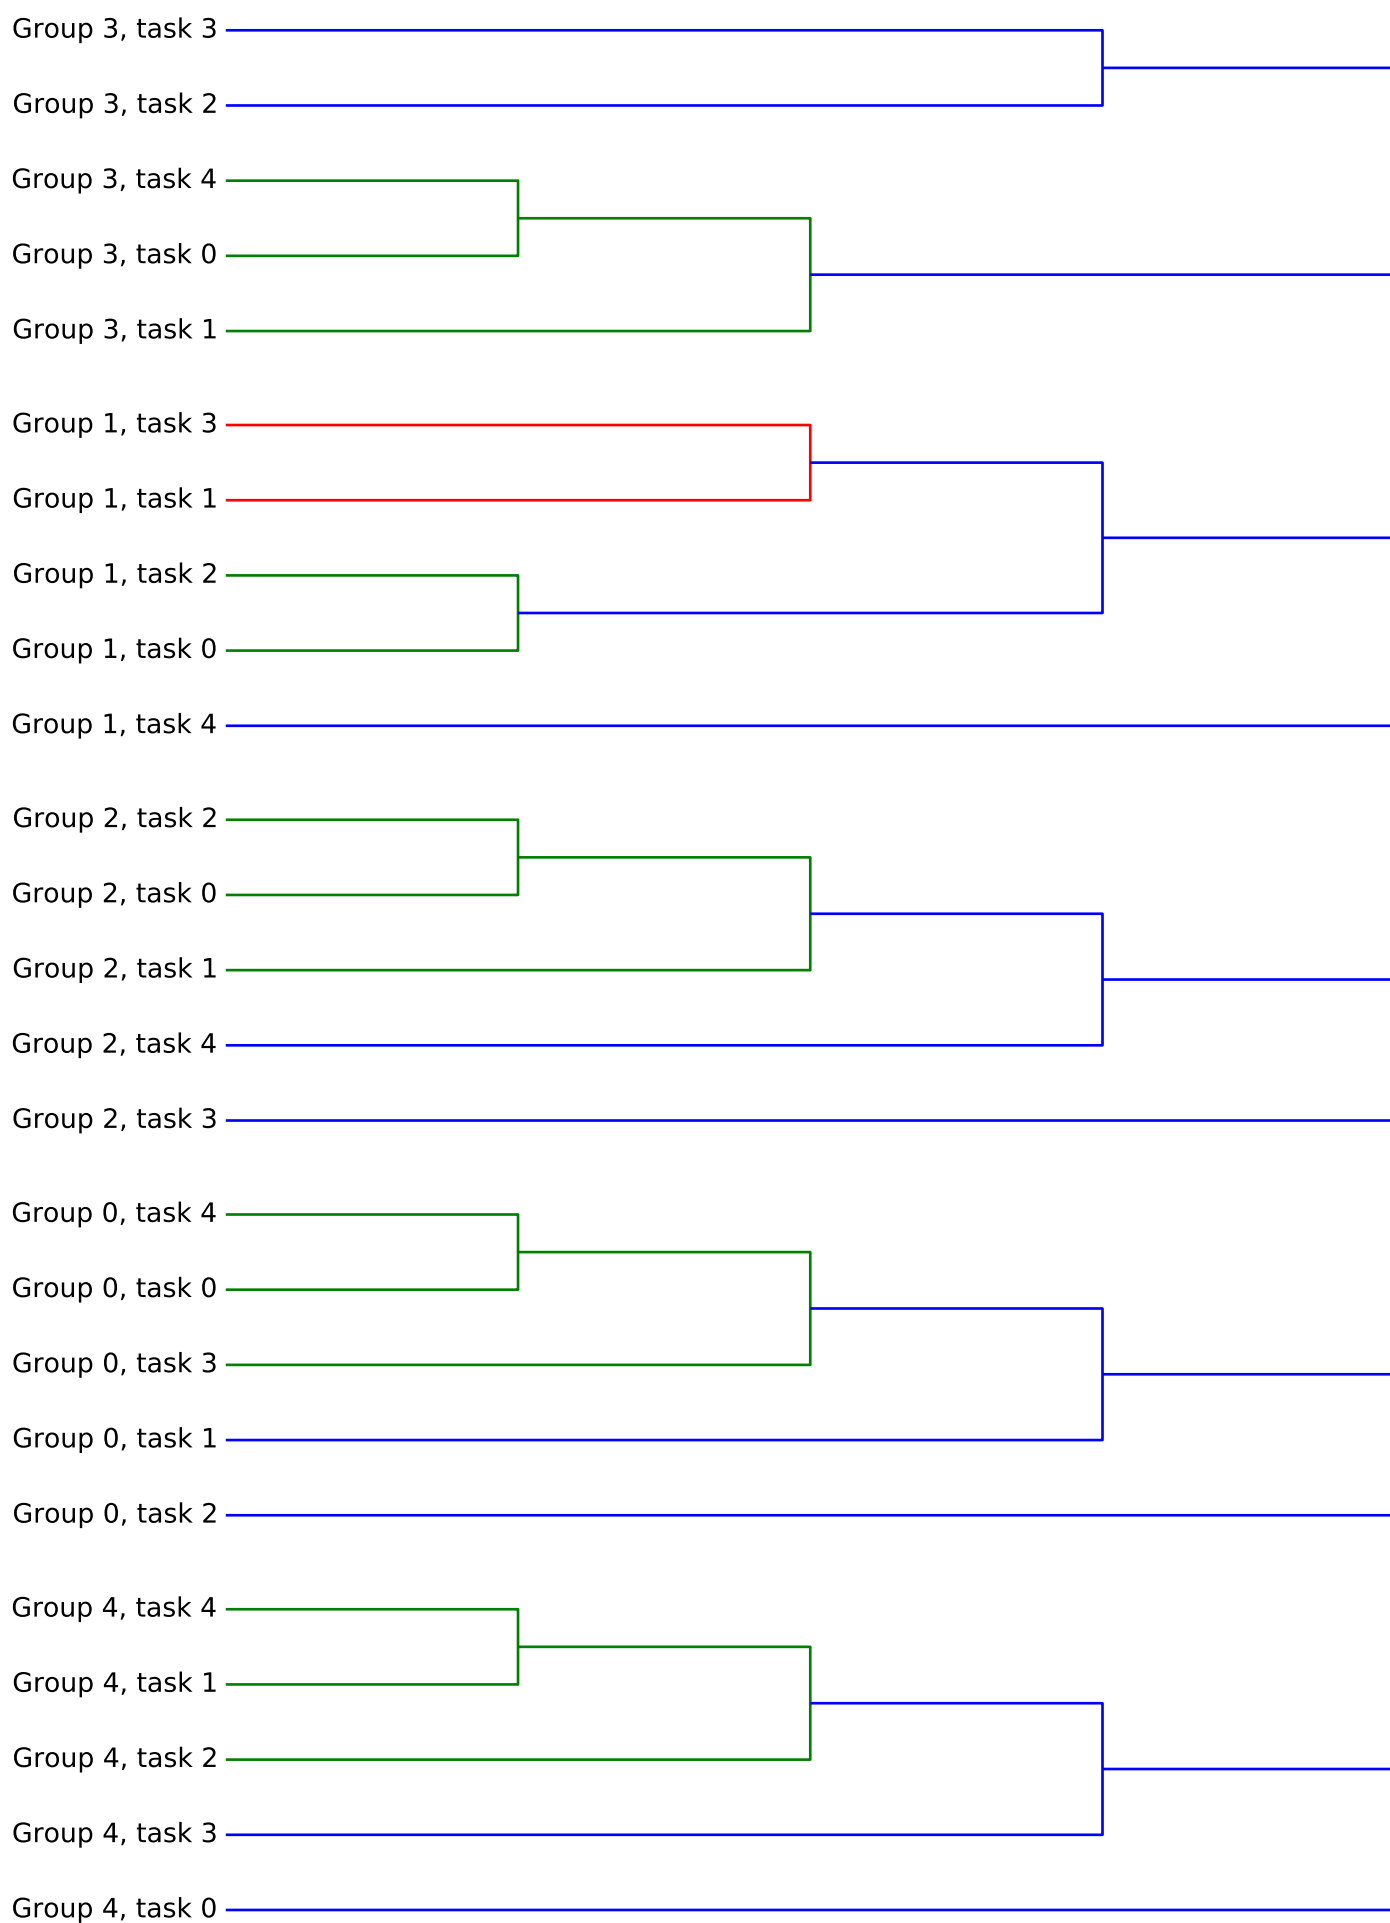 Group 3, task 3
Group 3, task 2
Group 3, task 4
Group 3, task 0
Group 3, task 1
Group 1, task 3
Group 1, task 1
Group 1, task 2
Group 1, task 0
Group 1, task 4
Group 2, task 2
Group 2, task 0
Group 2, task 1
Group 2, task 4
Group 2, task 3
Group 0, task 4
Group 0, task 0
Group 0, task 3
Group 0, task 1
Group 0, task 2
Group 4, task 4
Group 4, task 1
Group 4, task 2
Group 4, task 3
Group 4, task 0